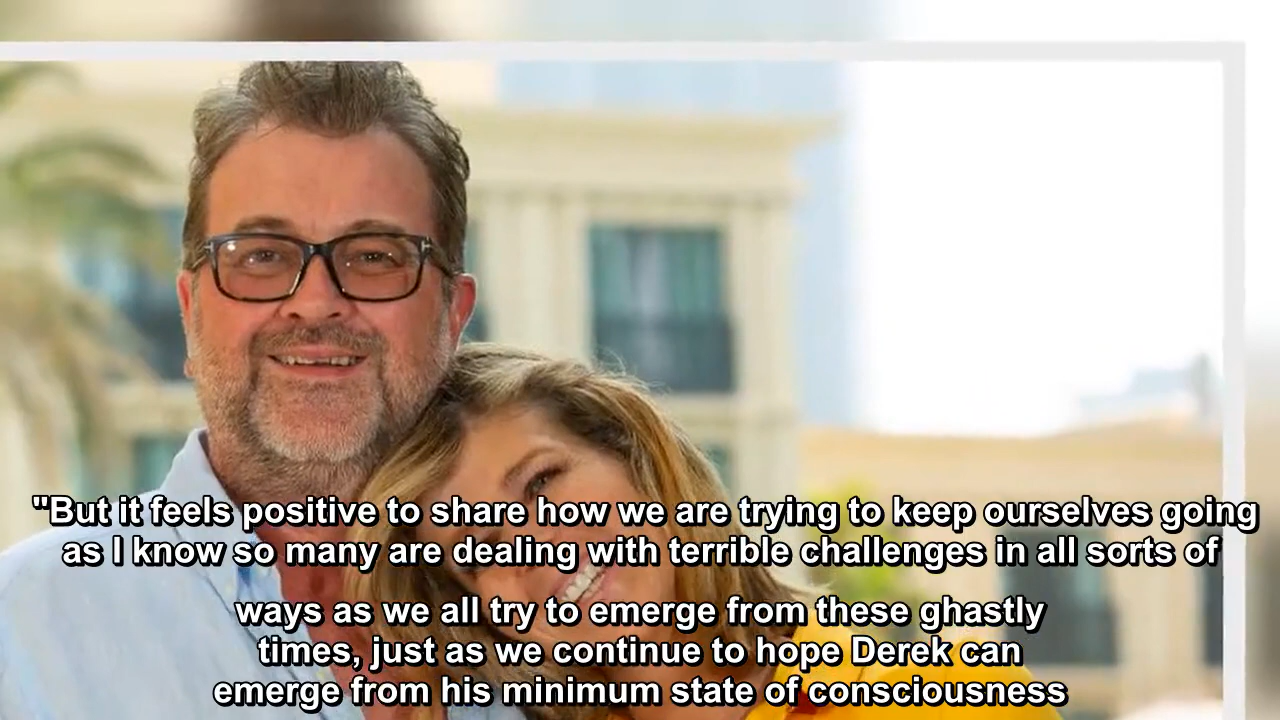 "But it feels positive to share how we are trying to keep ourselves going
as I know so many are dealing with terrible challenges in all sorts of
ways as we all try to emerge from these ghastly
times, just as we continue to hope Derek can
emerge from his minimum state of consciousness